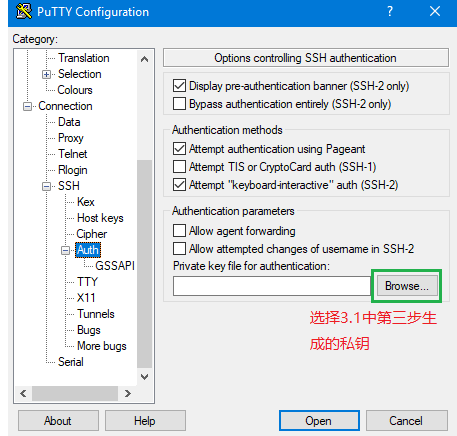 PuTTY Configuration
? ×
Category:
Translation
Selection
Colours
Connection
Data
Proxy
Telnet
Rlogin
SSH
Kex
Host keys
Cipher
Auth
GSSAPI
TTY
X11
Tunnels
Bugs
More bugs
Serial
Options controlling SSH authentication
Display pre-authentication banner (SSH-2 only)
Bypass authentication entirely (SSH-2 only)
Authentication methods
Attempt authentication using Pageant
Attempt TIS or CryptoCard auth (SSH-1)
Attempt "keyboard-interactive" auth (SSH-2)
Authentication parameters
Allow agent forwarding
Allow attempted changes of username in SSH-2
Private key file for authentication:
Browse...
选择3.1中第三步生
成的私钥
About
Help
Open
Cancel